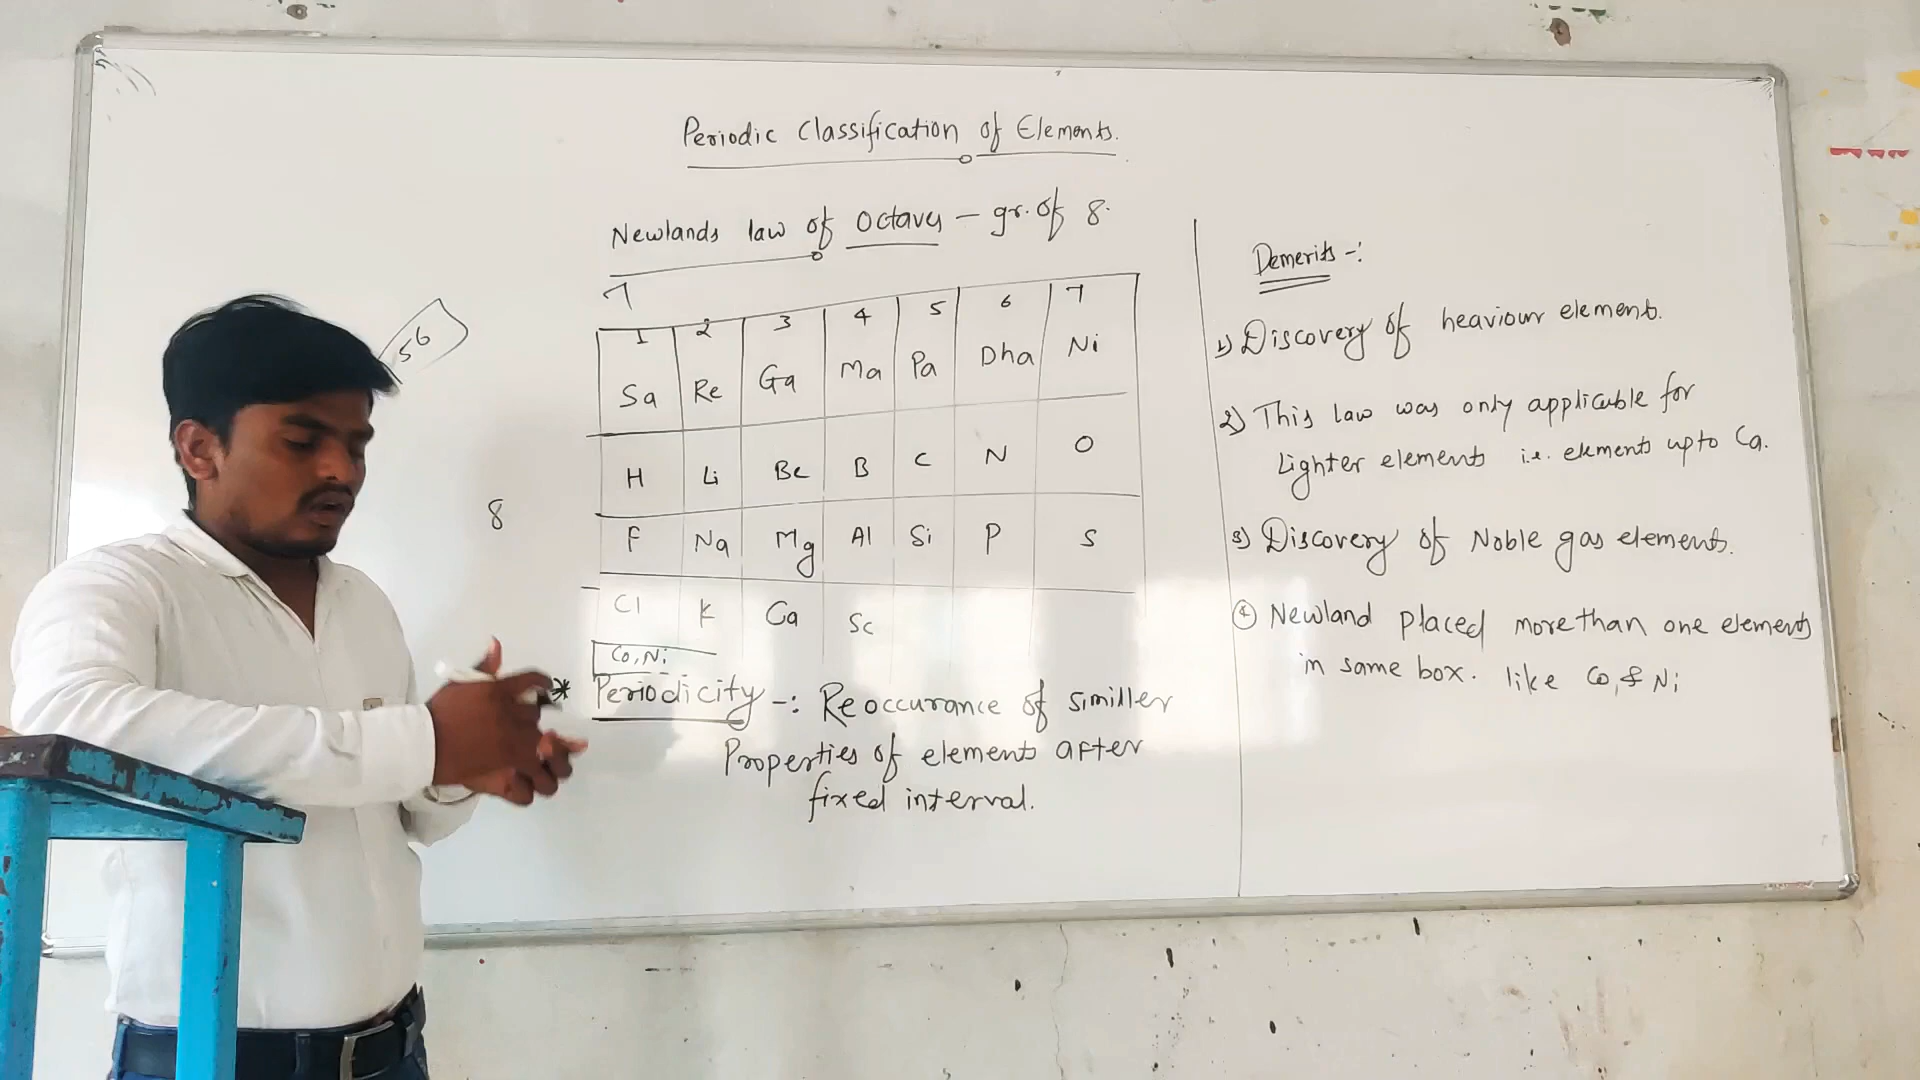 Periodic Classification of Elements.
Newlands law of Octaves – gr. of 8.
7
1 2 3 4 5 6 7
Sa Re Ga Ma Pa Dha Ni
H Li Be B C N O
F Na Mg Al Si P S
Cl K Ca Sc
Co, Ni
* Periodicity -: Reoccurance of similler
Properties of elements after
fixed interval.
56
8
Demerits -:
1) Discovery of heaviour element.
2) This law was only applicable for
Lighter elements i.e. elements upto Ca.
3) Discovery of Noble gas elements.
4 Newland placed more than one elements
in same box. like Co, & Ni